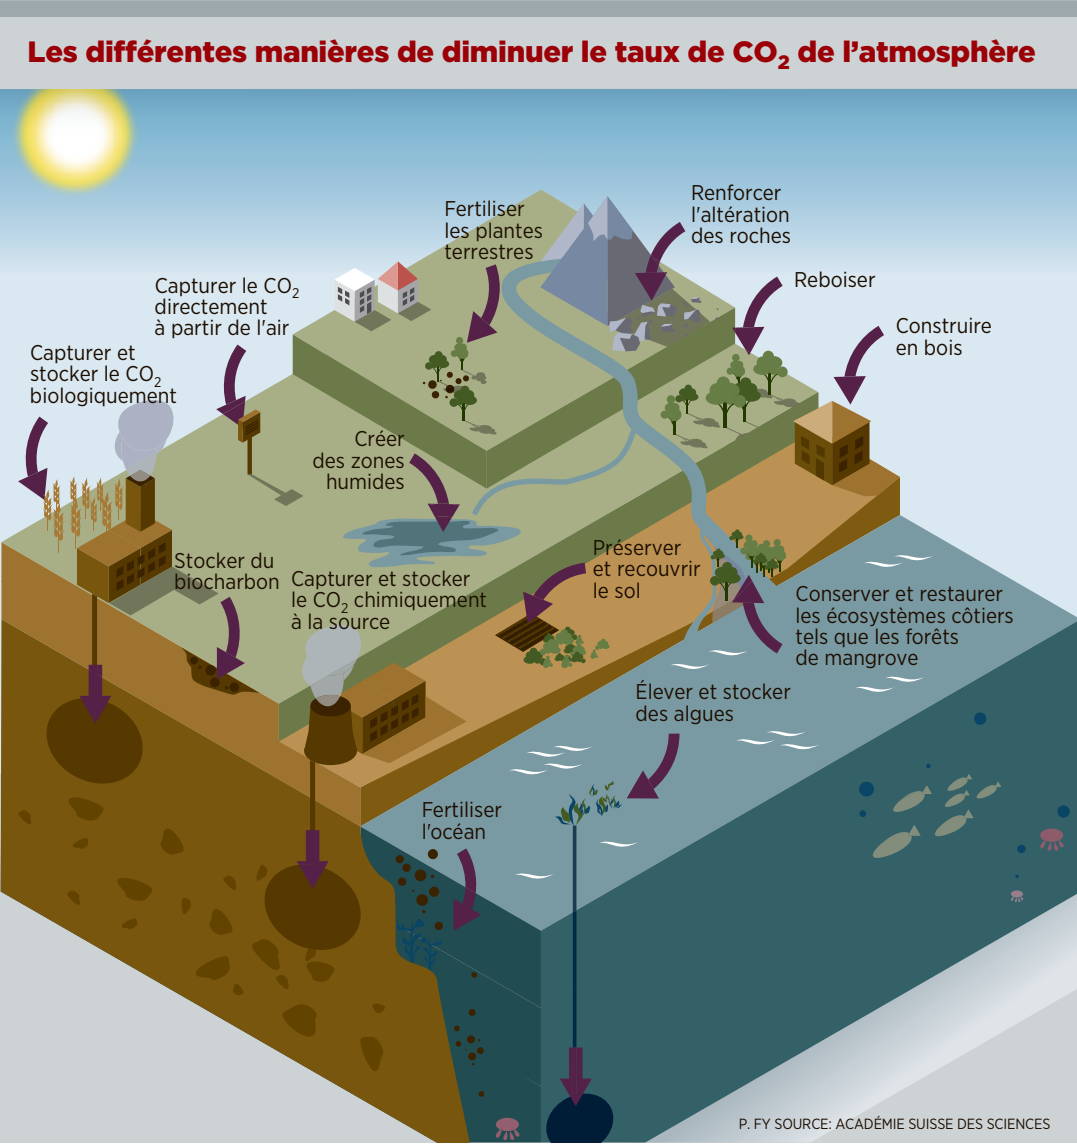 Les différentes manières de diminuer le taux de CO₂ de l’atmosphère
Fertiliser
les plantes
terrestres
Renforcer
l'altération
des roches
Capturer le CO₂
directement
à partir de l'air
Reboiser
Construire
en bois
Capturer et
stocker le CO₂
biologiquement
Créer
des zones
humides
Stocker du
biocharbon
Capturer et stocker
le CO₂ chimiquement
à la source
Préserver
et recouvrir
le sol
Conserver et restaurer
les écosystèmes côtiers
tels que les forêts
de mangrove
Élever et stocker
des algues
Fertiliser
l'océan
P. FY SOURCE: ACADÉMIE SUISSE DES SCIENCES